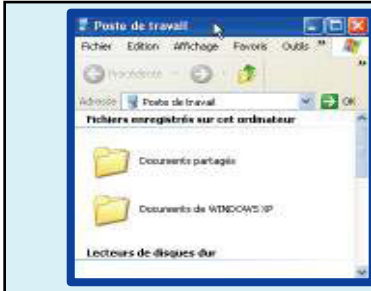 Poste de travail
Fichier Edition Affichage Favoris Outils »
Précédente »
Adresse Poste de travail OK
Fichiers enregistrés sur cet ordinateur
Documents partagés
Documents de WINDOWS XP
Lecteurs de disques dur